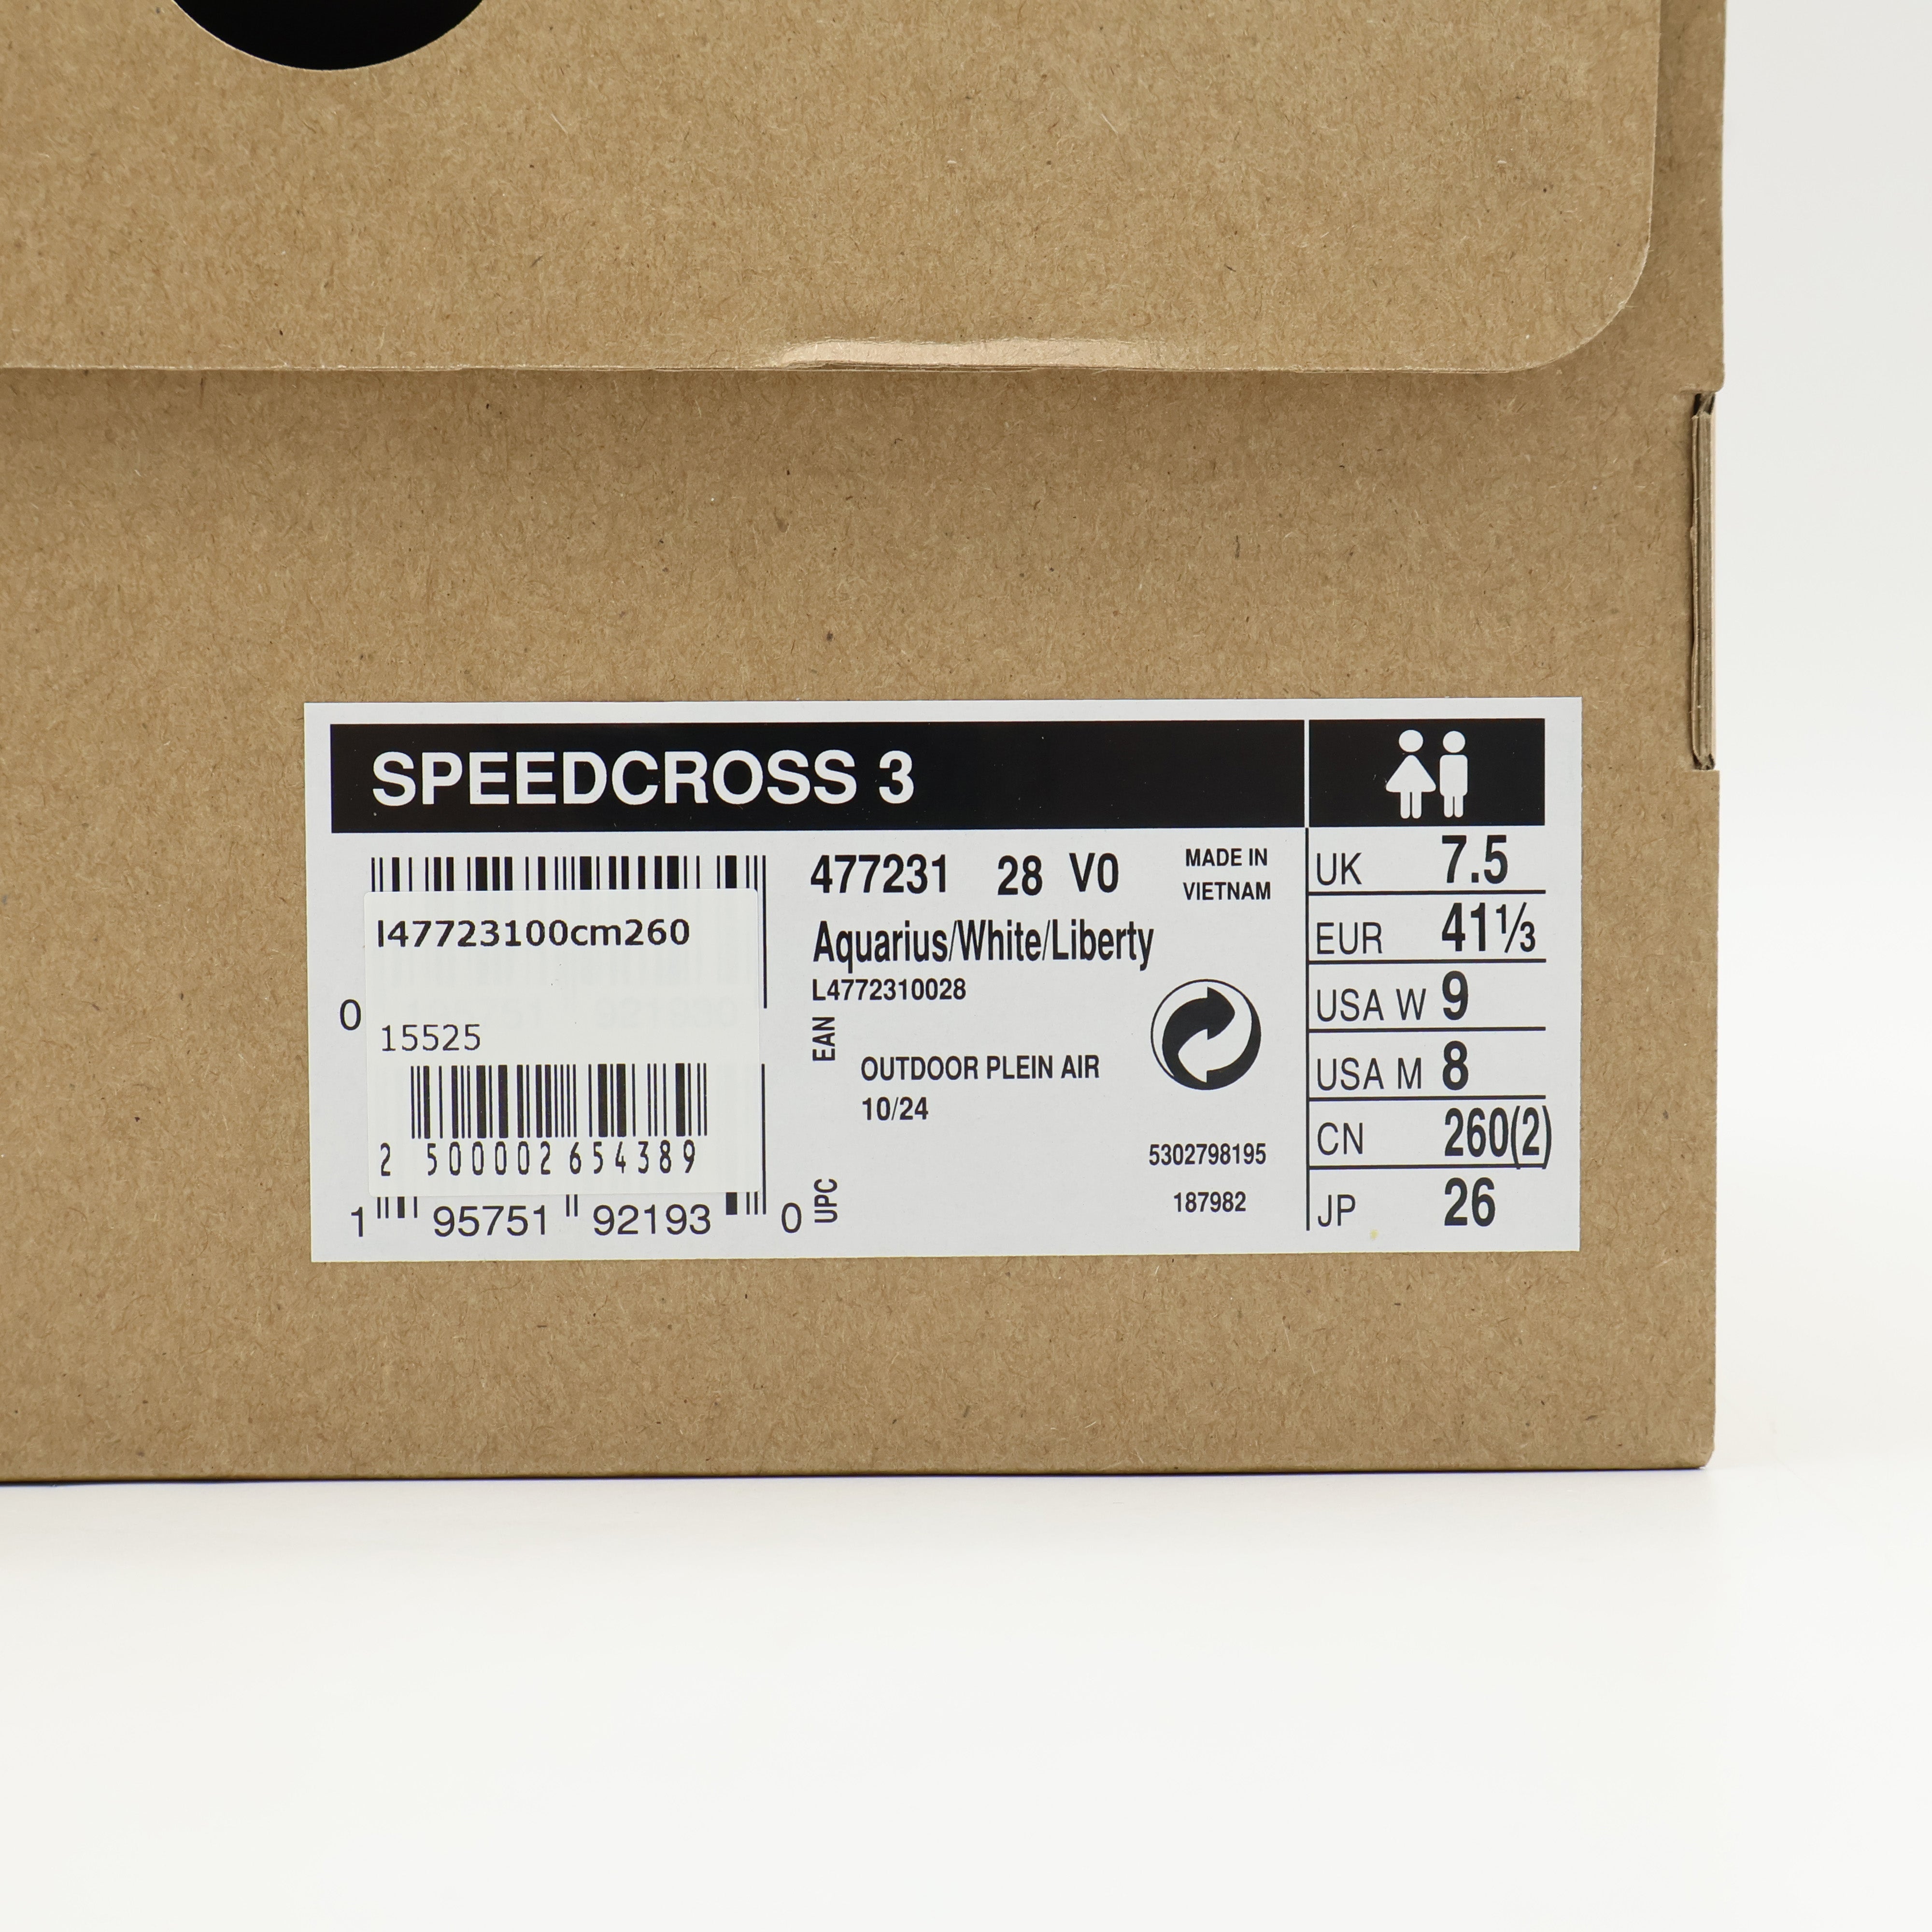 SPEEDCROSS 3
477231 28 V0
MADE IN
VIETNAM
Aquarius/White/Liberty
L4772310028
EAN
OUTDOOR PLEIN AIR
10/24
5302798195
187982
UPC
l47723100cm260
0
15525
2 500002 654389
1 95751 92193 0
UK 7.5
EUR 41⅓
USA W 9
USA M 8
CN 260(2)
JP 26